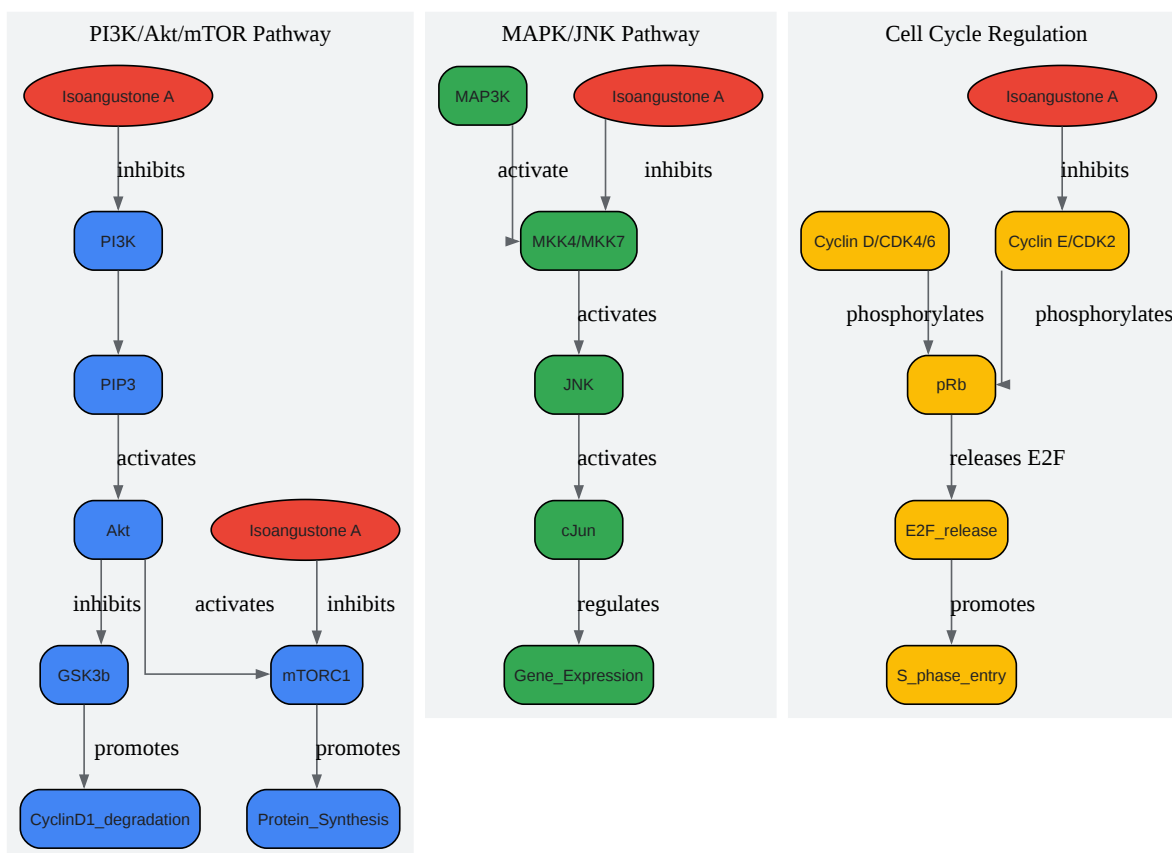 PI3K/Akt/mTOR Pathway
Isoangustone A
inhibits
PI3K
PIP3
activates
Akt
Isoangustone A
inhibits
activates
inhibits
GSK3b
mTORC1
promotes
promotes
CyclinD1_degradation
Protein_Synthesis
MAPK/JNK Pathway
MAP3K
Isoangustone A
activate
inhibits
MKK4/MKK7
activates
JNK
activates
cJun
regulates
Gene_Expression
Cell Cycle Regulation
Isoangustone A
inhibits
Cyclin D/CDK4/6
Cyclin E/CDK2
phosphorylates
phosphorylates
pRb
releases E2F
E2F_release
promotes
S_phase_entry